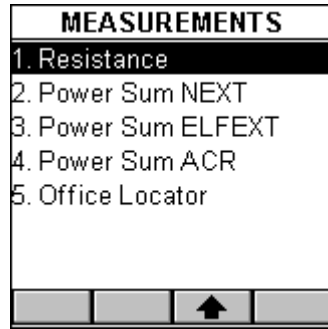 MEASUREMENTS
1. Resistance
2. Power Sum NEXT
3. Power Sum ELFEXT
4. Power Sum ACR
5. Office Locator